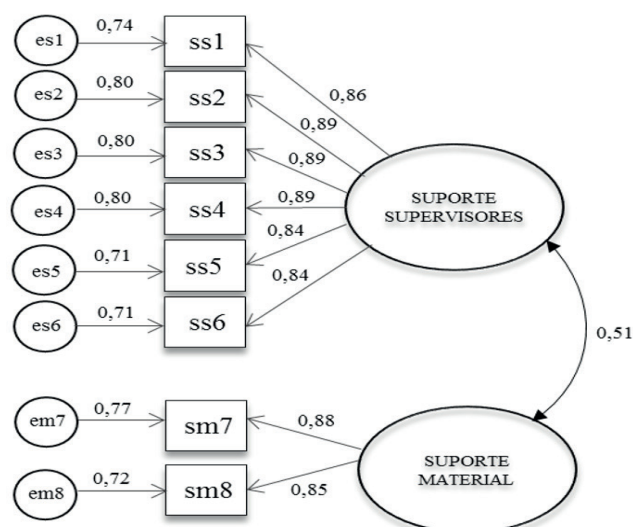 es1 0,74 ss1
0,86
es2 0,80 ss2
0,89
es3 0,80 ss3
0,89
es4 0,80 ss4 0,89
SUPORTE
SUPERVISORES
es5 0,71 ss5
0,84
es6 0,71 ss6
0,84
0,51
em7 0,77 sm7
0,88
em8 0,72 sm8
0,85
SUPORTE
MATERIAL